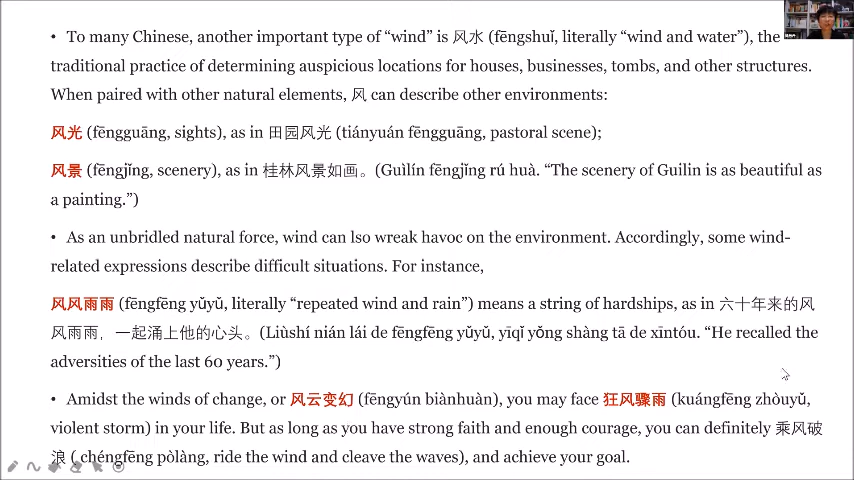 • To many Chinese, another important type of “wind” is 风水 (fēngshuǐ, literally “wind and water”), the
traditional practice of determining auspicious locations for houses, businesses, tombs, and other structures.
When paired with other natural elements, 风 can describe other environments:
风光 (fēngguāng, sights), as in 田园风光 (tiányuán fēngguāng, pastoral scene);
风景 (fēngjǐng, scenery), as in 桂林风景如画。(Guìlín fēngjǐng rú huà. “The scenery of Guilin is as beautiful as
a painting.”)
• As an unbridled natural force, wind can lso wreak havoc on the environment. Accordingly, some wind-
related expressions describe difficult situations. For instance,
风风雨雨 (fēngfēng yǔyǔ, literally “repeated wind and rain”) means a string of hardships, as in 六十年来的风
风雨雨，一起涌上他的心头。(Liùshí nián lái de fēngfēng yǔyǔ, yīqǐ yǒng shàng tā de xīntóu. “He recalled the
adversities of the last 60 years.”)
• Amidst the winds of change, or 风云变幻 (fēngyún biànhuàn), you may face 狂风骤雨 (kuángfēng zhòuyǔ,
violent storm) in your life. But as long as you have strong faith and enough courage, you can definitely 乘风破
浪 ( chéngfēng pòlàng, ride the wind and cleave the waves), and achieve your goal.